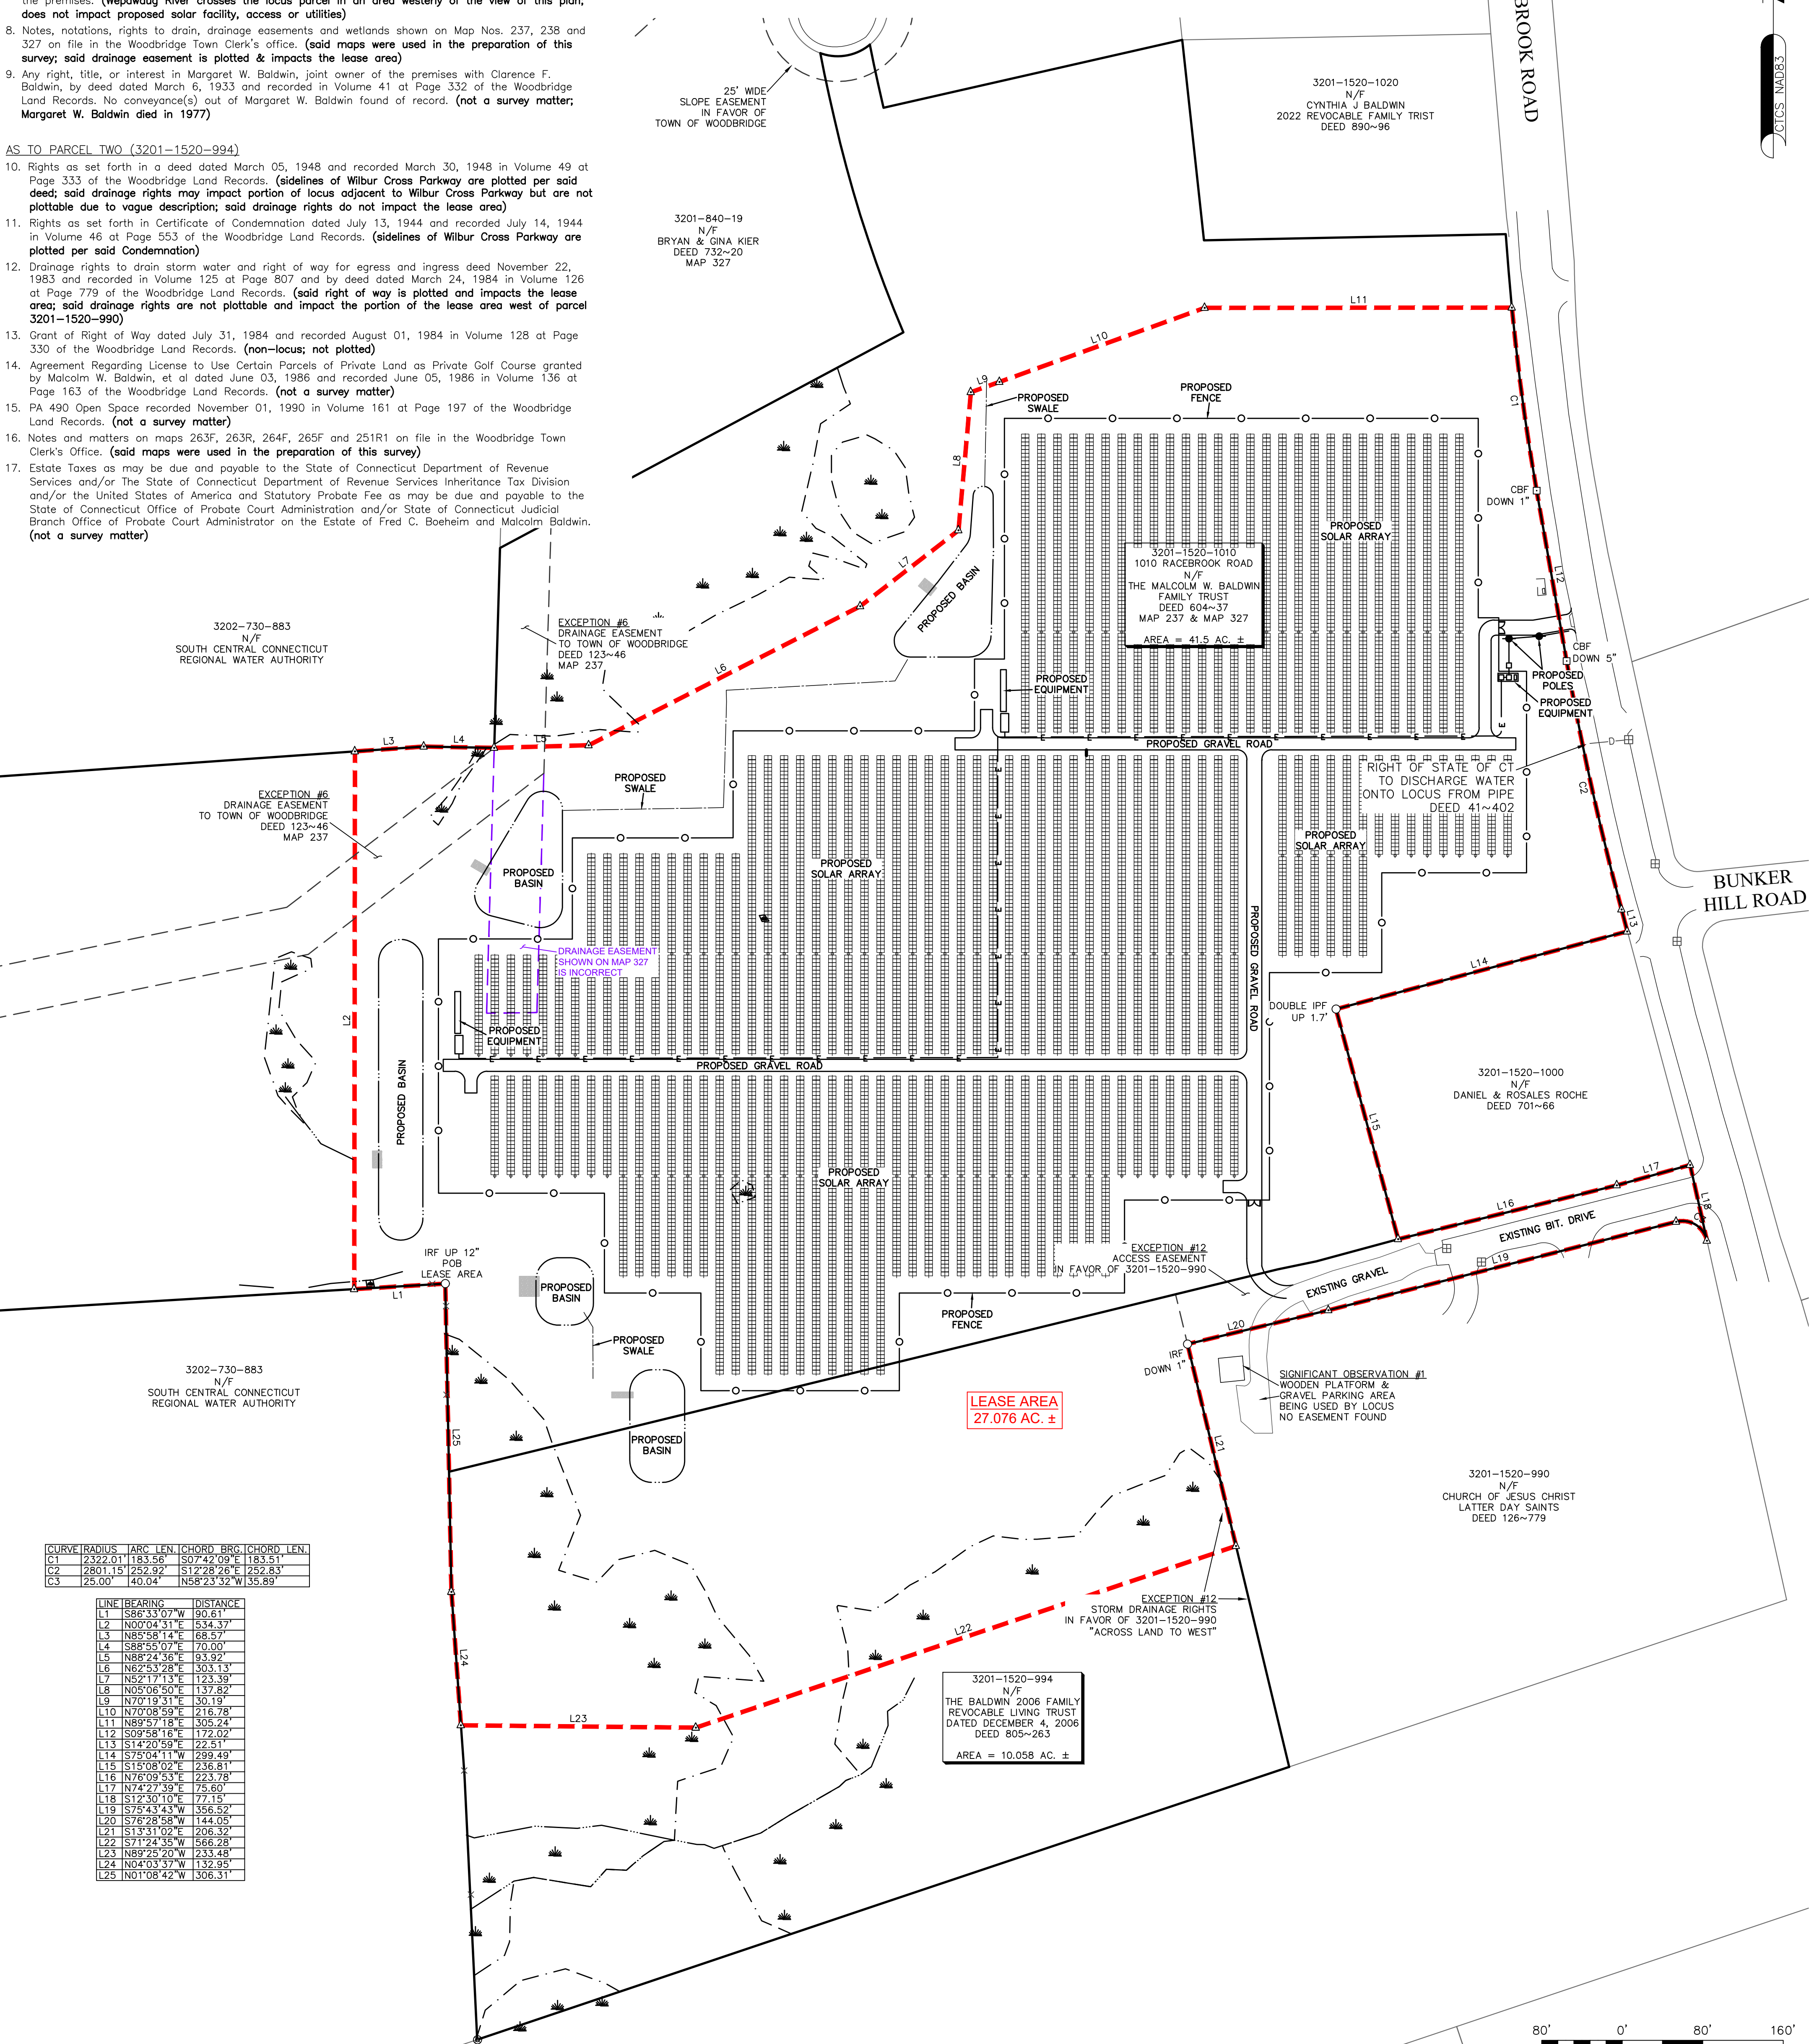 the premises. (Wepawaug River crosses the locus parcel in an area westerly of the view of this plan;
does not impact proposed solar facility, access or utilities)
8. Notes, notations, rights to drain, drainage easements and wetlands shown on Map Nos. 237, 238 and
327 on file in the Woodbridge Town Clerk's office. (said maps were used in the preparation of this
survey; said drainage easement is plotted & impacts the lease area)
9. Any right, title, or interest in Margaret W. Baldwin, joint owner of the premises with Clarence F.
Baldwin, by deed dated March 6, 1933 and recorded in Volume 41 at Page 332 of the Woodbridge
Land Records. No conveyance(s) out of Margaret W. Baldwin found of record. (not a survey matter;
Margaret W. Baldwin died in 1977)
AS TO PARCEL TWO (3201-1520-994)
10. Rights as set forth in a deed dated March 05, 1948 and recorded March 30, 1948 in Volume 49 at
Page 333 of the Woodbridge Land Records. (sidelines of Wilbur Cross Parkway are plotted per said
deed; said drainage rights may impact portion of locus adjacent to Wilbur Cross Parkway but are not
plottable due to vague description; said drainage rights do not impact the lease area)
11. Rights as set forth in Certificate of Condemnation dated July 13, 1944 and recorded July 14, 1944
in Volume 46 at Page 553 of the Woodbridge Land Records. (sidelines of Wilbur Cross Parkway are
plotted per said Condemnation)
12. Drainage rights to drain storm water and right of way for egress and ingress deed November 22,
1983 and recorded in Volume 125 at Page 807 and by deed dated March 24, 1984 in Volume 126
at Page 779 of the Woodbridge Land Records. (said right of way is plotted and impacts the lease
area; said drainage rights are not plottable and impact the portion of the lease area west of parcel
3201-1520-990)
13. Grant of Right of Way dated July 31, 1984 and recorded August 01, 1984 in Volume 128 at Page
330 of the Woodbridge Land Records. (non-locus; not plotted)
14. Agreement Regarding License to Use Certain Parcels of Private Land as Private Golf Course granted
by Malcolm W. Baldwin, et al dated June 03, 1986 and recorded June 05, 1986 in Volume 136 at
Page 163 of the Woodbridge Land Records. (not a survey matter)
15. PA 490 Open Space recorded November 01, 1990 in Volume 161 at Page 197 of the Woodbridge
Land Records. (not a survey matter)
16. Notes and matters on maps 263F, 263R, 264F, 265F and 251R1 on file in the Woodbridge Town
Clerk's Office. (said maps were used in the preparation of this survey)
17. Estate Taxes as may be due and payable to the State of Connecticut Department of Revenue
Services and/or The State of Connecticut Department of Revenue Services Inheritance Tax Division
and/or the United States of America and Statutory Probate Fee as may be due and payable to the
State of Connecticut Office of Probate Court Administration and/or State of Connecticut Judicial
Branch Office of Probate Court Administrator on the Estate of Fred C. Boeheim and Malcolm Baldwin.
(not a survey matter)
25' WIDE
SLOPE EASEMENT
IN FAVOR OF
TOWN OF WOODBRIDGE
3201-1520-1020
N/F
CYNTHIA J BALDWIN
2022 REVOCABLE FAMILY TRIST
DEED 890~96
BROOK ROAD
CTCS NAD83
3201-840-19
N/F
BRYAN & GINA KIER
DEED 732~20
MAP 327
L11
L10
L9
L8
L7
L6
C1
L12
PROPOSED
SWALE
PROPOSED
FENCE
CBF
DOWN 1"
PROPOSED
SOLAR ARRAY
3201-1520-1010
1010 RACEBROOK ROAD
N/F
THE MALCOLM W. BALDWIN
FAMILY TRUST
DEED 604~37
MAP 237 & MAP 327
AREA = 41.5 AC. ±
PROPOSED BASIN
3202-730-883
N/F
SOUTH CENTRAL CONNECTICUT
REGIONAL WATER AUTHORITY
EXCEPTION #6
DRAINAGE EASEMENT
TO TOWN OF WOODBRIDGE
DEED 123~46
MAP 237
CBF
DOWN 5"
PROPOSED
POLES
PROPOSED
EQUIPMENT
PROPOSED
EQUIPMENT
L3
L4
L5
PROPOSED GRAVEL ROAD
D
RIGHT OF STATE OF CT
TO DISCHARGE WATER
ONTO LOCUS FROM PIPE
DEED 41~402
C2
PROPOSED
SWALE
EXCEPTION #6
DRAINAGE EASEMENT
TO TOWN OF WOODBRIDGE
DEED 123~46
MAP 237
PROPOSED
BASIN
PROPOSED
SOLAR ARRAY
PROPOSED
SOLAR ARRAY
BUNKER
HILL ROAD
L13
L14
DRAINAGE EASEMENT
SHOWN ON MAP 327
IS INCORRECT
PROPOSED GRAVEL ROAD
L2
PROPOSED
EQUIPMENT
DOUBLE IPF
UP 1.7'
PROPOSED GRAVEL ROAD
PROPOSED BASIN
3201-1520-1000
N/F
DANIEL & ROSALES ROCHE
DEED 701~66
L15
L16
L17
L18
PROPOSED
SOLAR ARRAY
EXISTING BIT. DRIVE
L19
IRF UP 12"
POB
LEASE AREA
L1
EXCEPTION #12
ACCESS EASEMENT
IN FAVOR OF 3201-1520-990
EXISTING GRAVEL
PROPOSED
BASIN
PROPOSED
FENCE
L20
PROPOSED
SWALE
IRF
DOWN 1"
3202-730-883
N/F
SOUTH CENTRAL CONNECTICUT
REGIONAL WATER AUTHORITY
SIGNIFICANT OBSERVATION #1
WOODEN PLATFORM &
GRAVEL PARKING AREA
BEING USED BY LOCUS
NO EASEMENT FOUND
LEASE AREA
27.076 AC. ±
L25
PROPOSED
BASIN
L21
3201-1520-990
N/F
CHURCH OF JESUS CHRIST
LATTER DAY SAINTS
DEED 126~779
CURVE RADIUS ARC LEN. CHORD BRG. CHORD LEN.
C1 2322.01' 183.56' S07°42'09"E 183.51'
C2 2801.15' 252.92' S12°28'26"E 252.83'
C3 25.00' 40.04' N58°23'32"W 35.89'
LINE BEARING DISTANCE
L1 S86°33'07"W 90.61'
L2 N00°04'31"E 534.37'
L3 N85°58'14"E 68.57'
L4 S88°55'07"E 70.00'
L5 N88°24'36"E 93.92'
L6 N62°53'28"E 303.13'
L7 N52°17'13"E 123.39'
L8 N05°06'50"E 137.82'
L9 N70°19'31"E 30.19'
L10 N70°08'59"E 216.78'
L11 N89°57'18"E 305.24'
L12 S09°58'16"E 172.02'
L13 S14°20'59"E 22.51'
L14 S75°04'11"W 299.49'
L15 S15°08'02"E 236.81'
L16 N76°09'53"E 223.78'
L17 N74°27'39"E 75.60'
L18 S12°30'10"E 77.15'
L19 S75°43'43"W 356.52'
L20 S76°28'58"W 144.05'
L21 S13°31'02"E 206.32'
L22 S71°24'35"W 566.28'
L23 N89°25'20"W 233.48'
L24 N04°03'37"W 132.95'
L25 N01°08'42"W 306.31'
EXCEPTION #12
STORM DRAINAGE RIGHTS
IN FAVOR OF 3201-1520-990
"ACROSS LAND TO WEST"
L22
L24
L23
3201-1520-994
N/F
THE BALDWIN 2006 FAMILY
REVOCABLE LIVING TRUST
DATED DECEMBER 4, 2006
DEED 805~263
AREA = 10.058 AC. ±
80' 0' 80' 160'